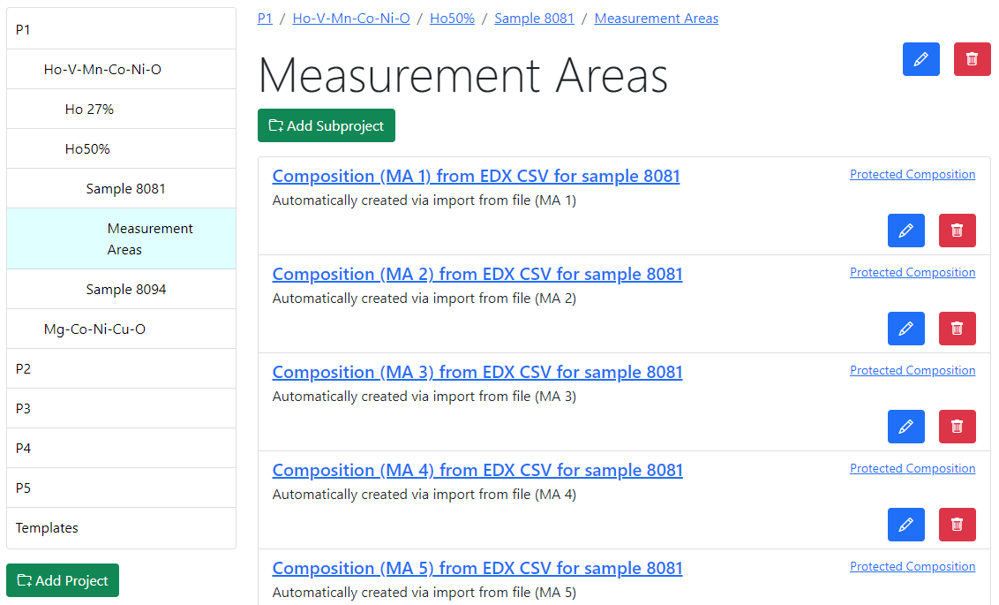 P1
Ho-V-Mn-Co-Ni-O
Ho 27%
Ho50%
Sample 8081
Measurement
Areas
Sample 8094
Mg-Co-Ni-Cu-O
P2
P3
P4
P5
Templates
Add Project
P1 / Ho-V-Mn-Co-Ni-O / Ho50% / Sample 8081 / Measurement Areas
Measurement Areas
Add Subproject
Composition (MA 1) from EDX CSV for sample 8081
Protected Composition
Automatically created via import from file (MA 1)
Composition (MA 2) from EDX CSV for sample 8081
Protected Composition
Automatically created via import from file (MA 2)
Composition (MA 3) from EDX CSV for sample 8081
Protected Composition
Automatically created via import from file (MA 3)
Composition (MA 4) from EDX CSV for sample 8081
Protected Composition
Automatically created via import from file (MA 4)
Composition (MA 5) from EDX CSV for sample 8081
Protected Composition
Automatically created via import from file (MA 5)